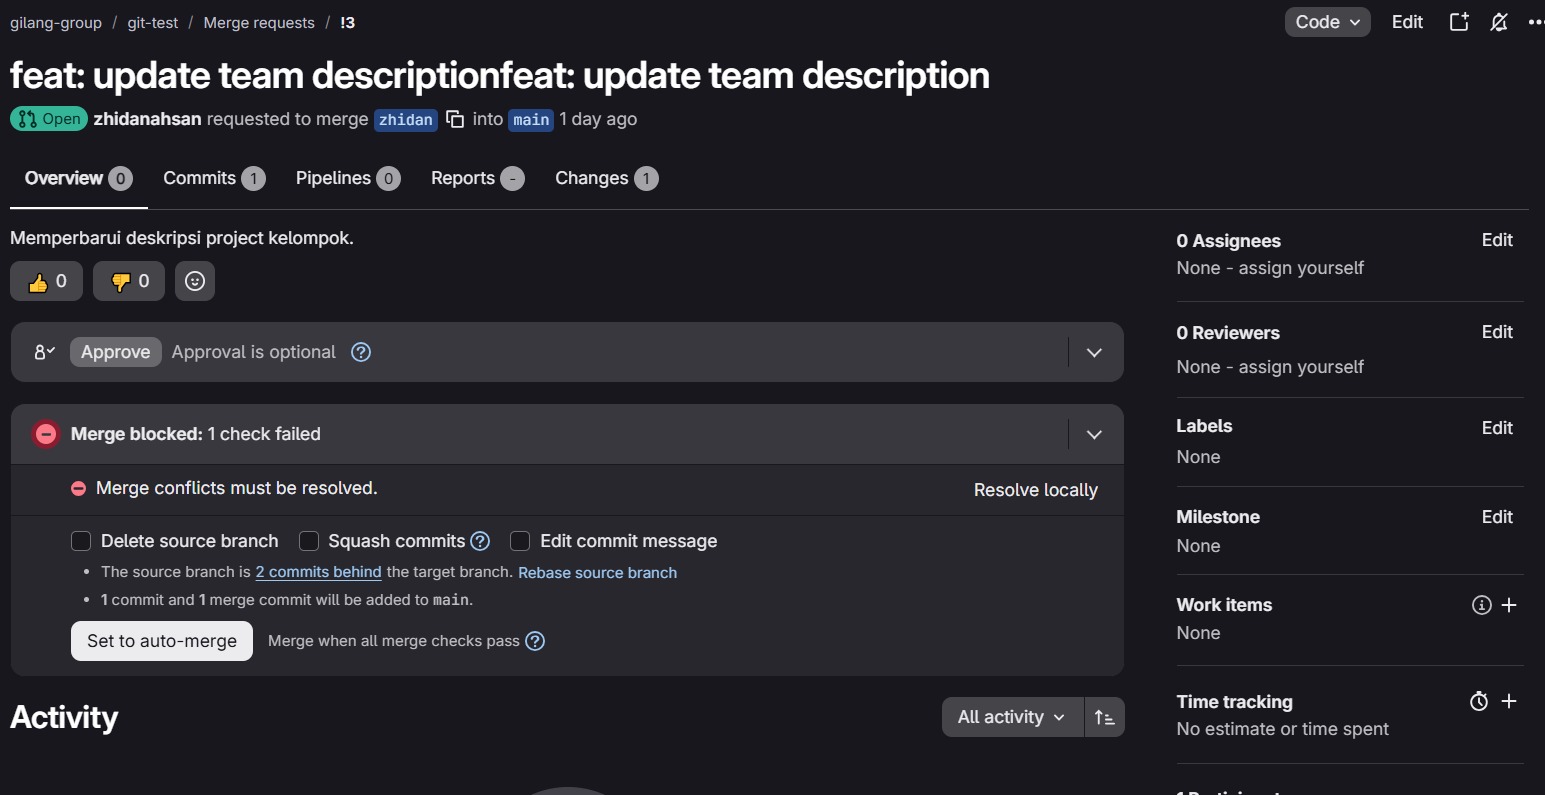 gilang-group / git-test / Merge requests / !3
Code Edit
feat: update team descriptionfeat: update team description
Open zhidanahsan requested to merge zhidan into main 1 day ago
Overview 0 Commits 1 Pipelines 0 Reports - Changes 1
Memperbarui deskripsi project kelompok.
👍 0 👎 0
Approve Approval is optional ?
Merge blocked: 1 check failed
Merge conflicts must be resolved. Resolve locally
Delete source branch Squash commits ? Edit commit message
• The source branch is 2 commits behind the target branch. Rebase source branch
• 1 commit and 1 merge commit will be added to main.
Set to auto-merge Merge when all merge checks pass ?
Activity
All activity
0 Assignees Edit
None - assign yourself
0 Reviewers Edit
None - assign yourself
Labels Edit
None
Milestone Edit
None
Work items
None
Time tracking
No estimate or time spent